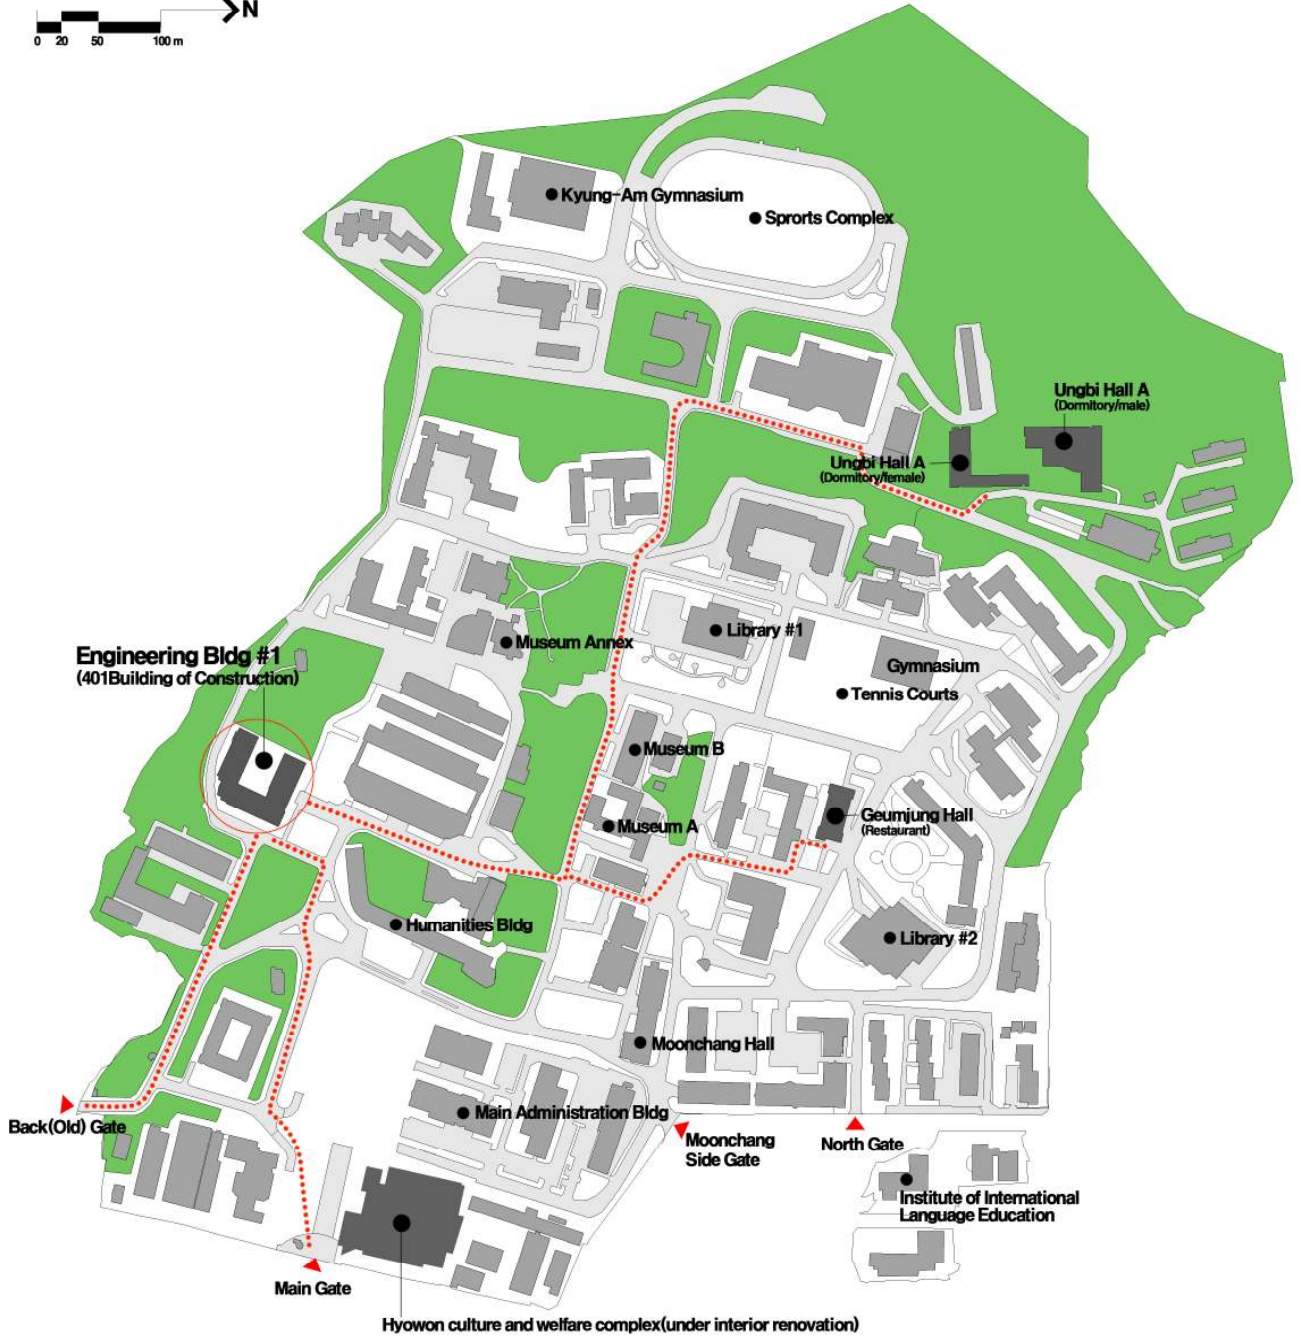 N
0 20 50 100 m
Kyung-Am Gymnasium
Sprorts Complex
Ungbi Hall A
(Dormitory/male)
Ungbi Hall A
(Dormitory/female)
Library #1
Museum Annex
Engineering Bldg #1
(401Building of Construction)
Gymnasium
Tennis Courts
Museum B
Geumjung Hall
(Restaurant)
Museum A
Humanities Bldg
Library #2
Moonchang Hall
Main Administration Bldg
Back(Old) Gate
Moonchang
Side Gate
North Gate
Institute of International
Language Education
Main Gate
Hyowon culture and welfare complex(under interior renovation)